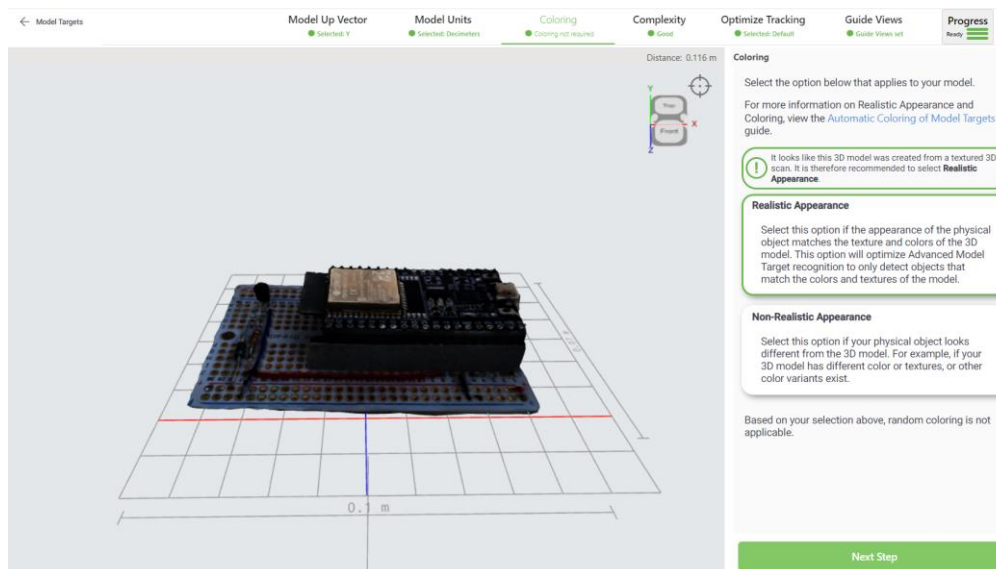 Model Targets
Model Up Vector
Selected: Y
Model Units
Selected: Decimeters
Coloring
Coloring not required
Complexity
Good
Optimize Tracking
Selected: Default
Guide Views
Guide Views set
Progress
Ready
Distance: 0.116 m
Y
Top
Front
X
Z
0.1 m
Coloring
Select the option below that applies to your model.
For more information on Realistic Appearance and
Coloring, view the Automatic Coloring of Model Targets
guide.
It looks like this 3D model was created from a textured 3D
scan. It is therefore recommended to select Realistic
Appearance.
Realistic Appearance
Select this option if the appearance of the physical
object matches the texture and colors of the 3D
model. This option will optimize Advanced Model
Target recognition to only detect objects that
match the colors and textures of the model.
Non-Realistic Appearance
Select this option if your physical object looks
different from the 3D model. For example, if your
3D model has different color or textures, or other
color variants exist.
Based on your selection above, random coloring is not
applicable.
Next Step